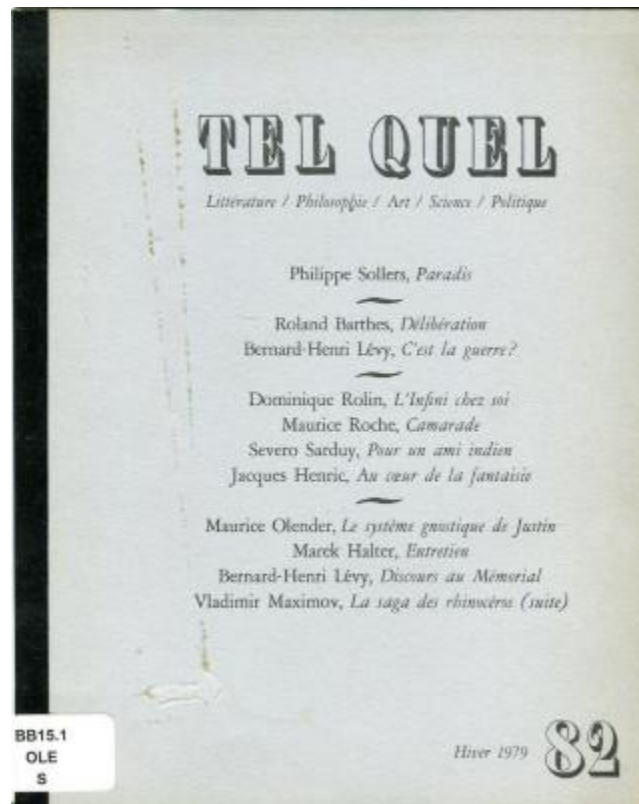 TEL QUEL
Littérature / Philosophie / Art / Science / Politique
Philippe Sollers, Paradis
Roland Barthes, Délibération
Bernard-Henri Lévy, C'est la guerre?
Dominique Rolin, L'Infini chez soi
Maurice Roche, Camarade
Severo Sarduy, Pour un ami indien
Jacques Henric, Au cœur de la fantaisie
Maurice Olender, Le système gnostique de Justin
Marek Halter, Entretien
Bernard-Henri Lévy, Discours au Mémorial
Vladimir Maximov, La saga des rhinocéros (suite)
BB15.1
OLE
S
Hiver 1979 82